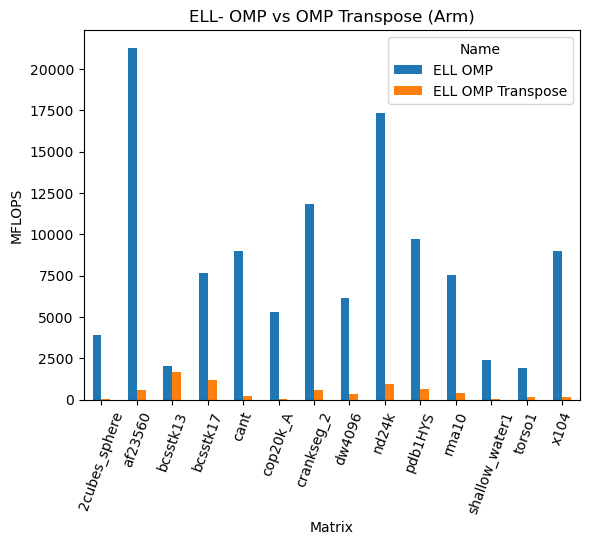 ELL- OMP vs OMP Transpose (Arm)
Name
ELL OMP
ELL OMP Transpose
MFLOPS
20000
17500
15000
12500
10000
7500
5000
2500
0
2cubes_sphere
af23560
bcsstk13
bcsstk17
cant
cop20k_A
crankseg_2
dw4096
nd24k
pdb1HYS
rma10
shallow_water1
torso1
x104
Matrix